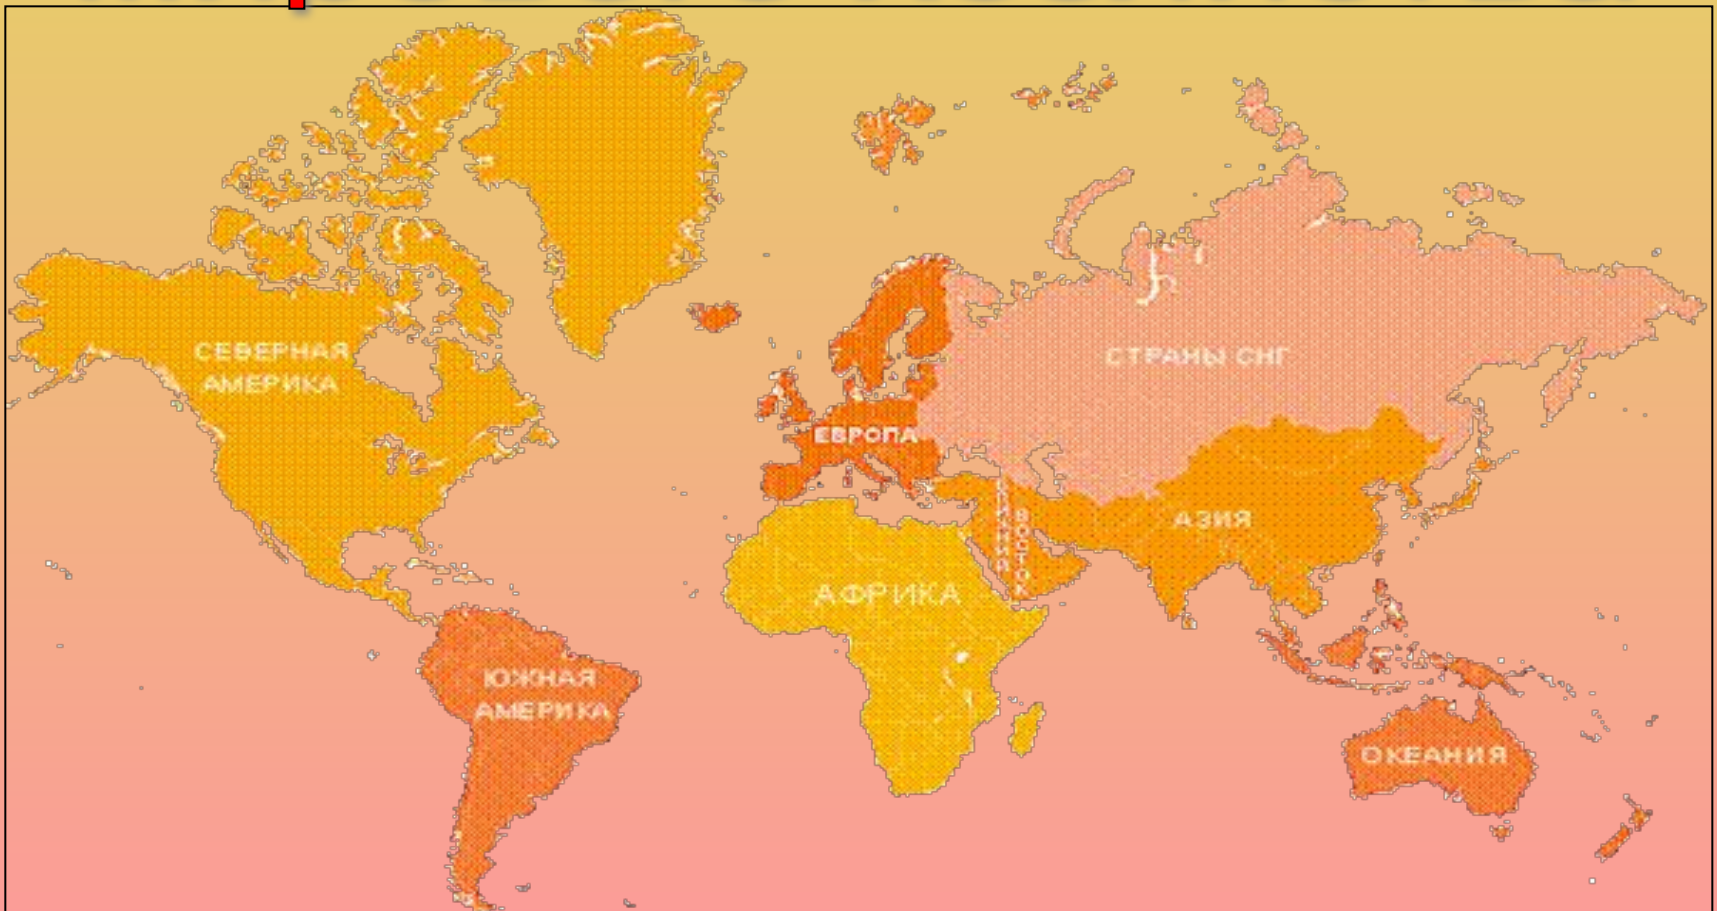 СЕВЕРНАЯ
АМЕРИКА
СТРАНЫ СНГ
ЕВРОПА
АЗИЯ
БЛИЖНИЙ
ВОСТОК
АФРИКА
ЮЖНАЯ
АМЕРИКА
ОКЕАНИЯ